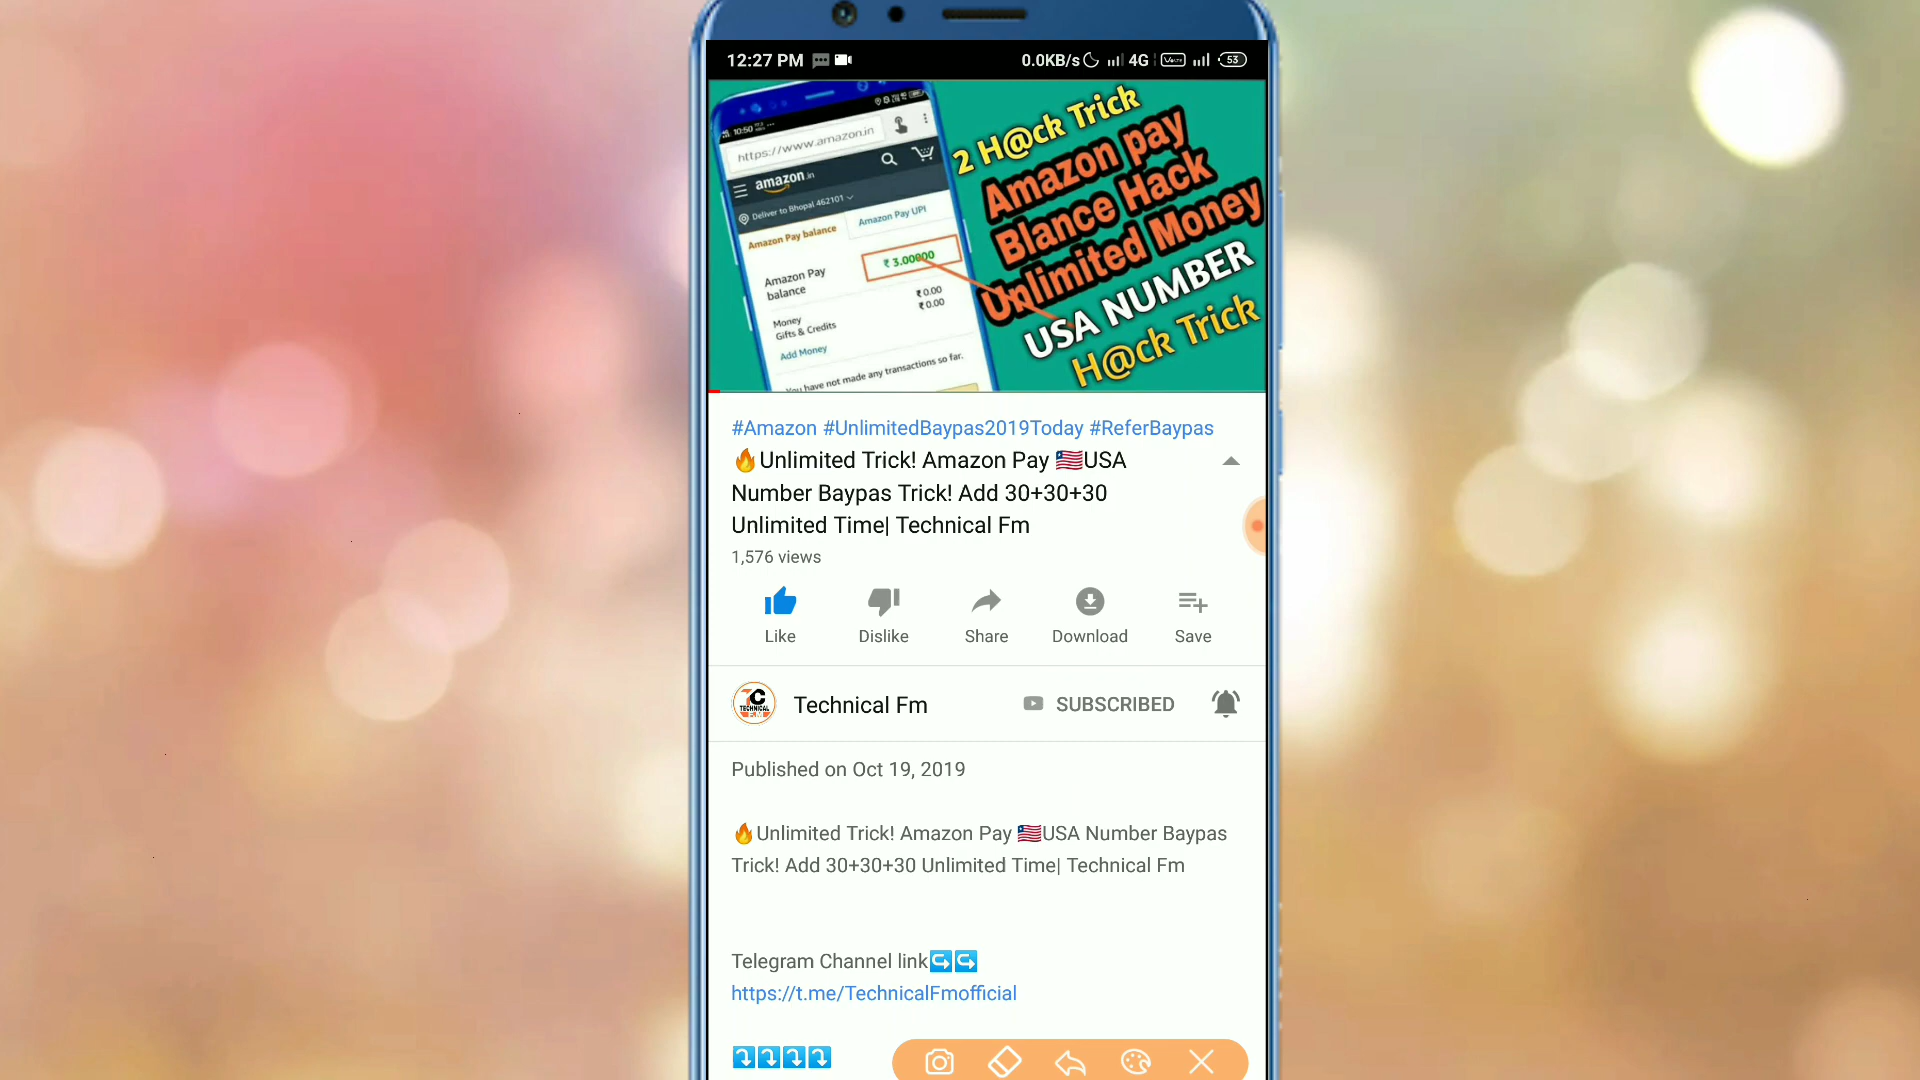 12:27 PM 0.0KB/s 4G 53
10:50
https://www.amazon.in
amazon.in
Deliver to Bhopal 462101
Amazon Pay balance Amazon Pay UPI
Amazon Pay
balance
₹ 3.00000
Money ₹ 0.00
Gifts & Credits ₹ 0.00
Add Money
You have not made any transactions so far.
2 H@ck Trick
Amazon pay
Blance Hack
Unlimited Money
USA NUMBER
H@ck Trick
#Amazon #UnlimitedBaypas2019Today #ReferBaypas
🔥Unlimited Trick! Amazon Pay 🇱🇷USA
Number Baypas Trick! Add 30+30+30
Unlimited Time| Technical Fm
1,576 views
Like Dislike Share Download Save
TC TECHNICAL FM
Technical Fm SUBSCRIBED
Published on Oct 19, 2019
🔥Unlimited Trick! Amazon Pay 🇱🇷USA Number Baypas
Trick! Add 30+30+30 Unlimited Time| Technical Fm
Telegram Channel link↪️↪️
https://t.me/TechnicalFmofficial
⤵️⤵️⤵️⤵️